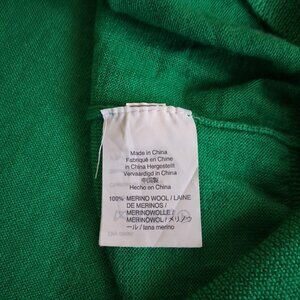 Made in China
Fabriqué en Chine
in China Hergestellt
Vervaardigd in China
中国製
Hecho en China
100% MERINO WOOL / LAINE
DE MERINOS /
MERINOWOLLE /
MERINOWOL / メリノウ
ール / lana merino